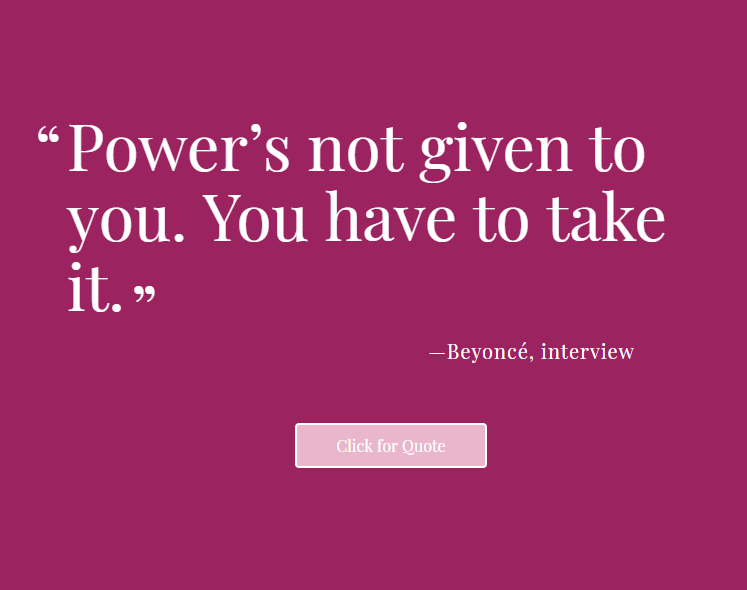 “Power’s not given to
you. You have to take
it.”
—Beyoncé, interview
Click for Quote